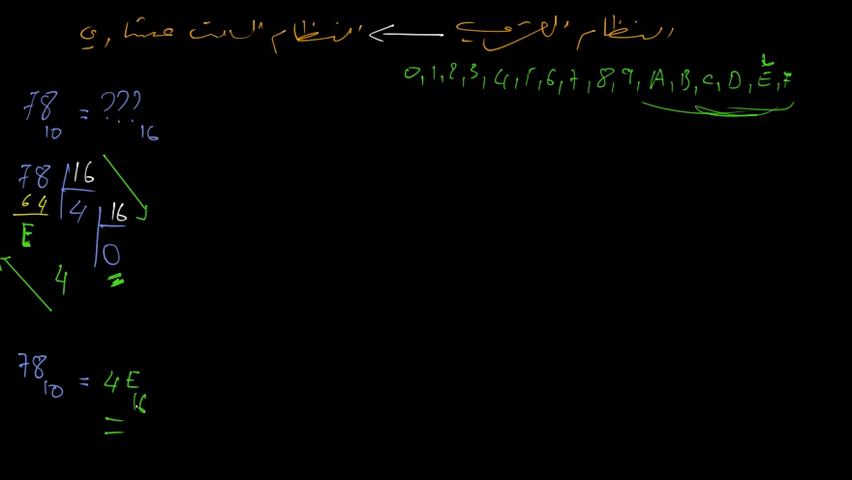 النظام العشري ← النظام الست عشاري
0,1,2,3,4,5,6,7,8,9,A,B,C,D,E,F
78₁₀ = ???₁₆
78 16
64 4 16
E 0
4
78₁₀ = 4E₁₆